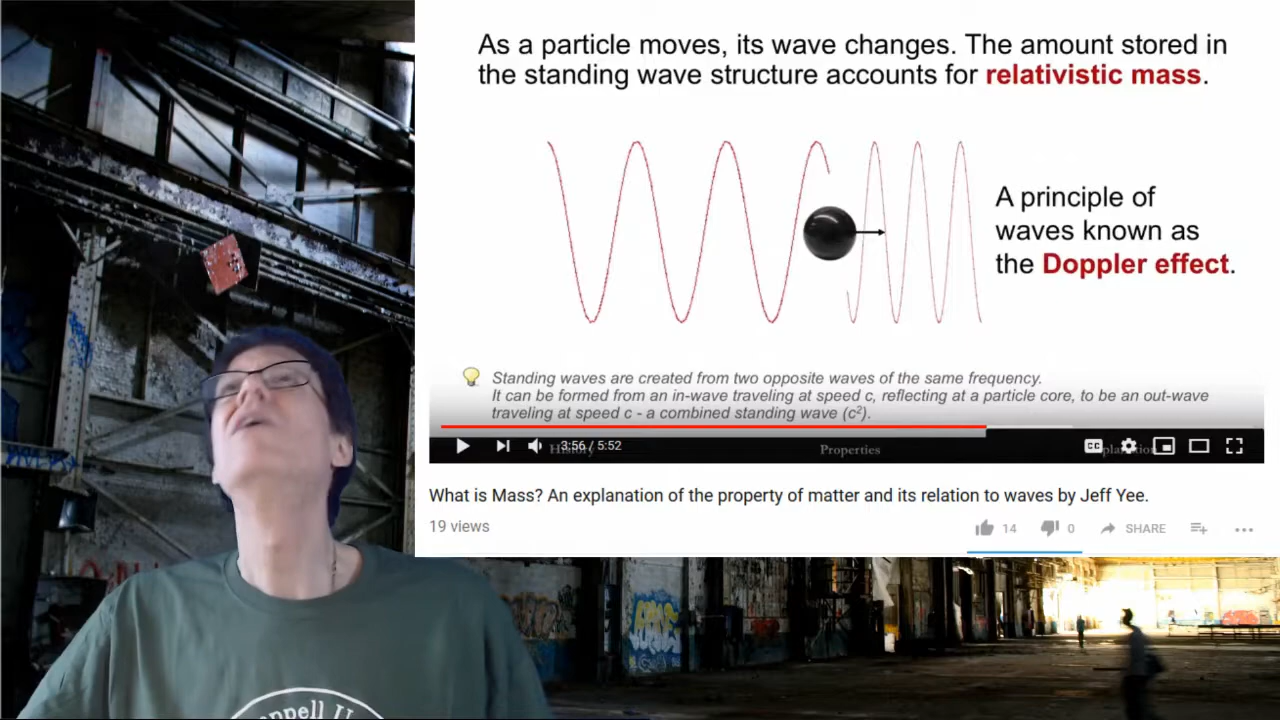 As a particle moves, its wave changes. The amount stored in
the standing wave structure accounts for relativistic mass.
A principle of
waves known as
the Doppler effect.
Standing waves are created from two opposite waves of the same frequency.
It can be formed from an in-wave traveling at speed c, reflecting at a particle core, to be an out-wave
traveling at speed c - a combined standing wave (c²).
3:56 / 5:52
History
Properties
CC
What is Mass? An explanation of the property of matter and its relation to waves by Jeff Yee.
19 views
14
0
SHARE